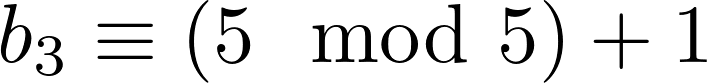 b₃ ≡ (5 mod 5) + 1